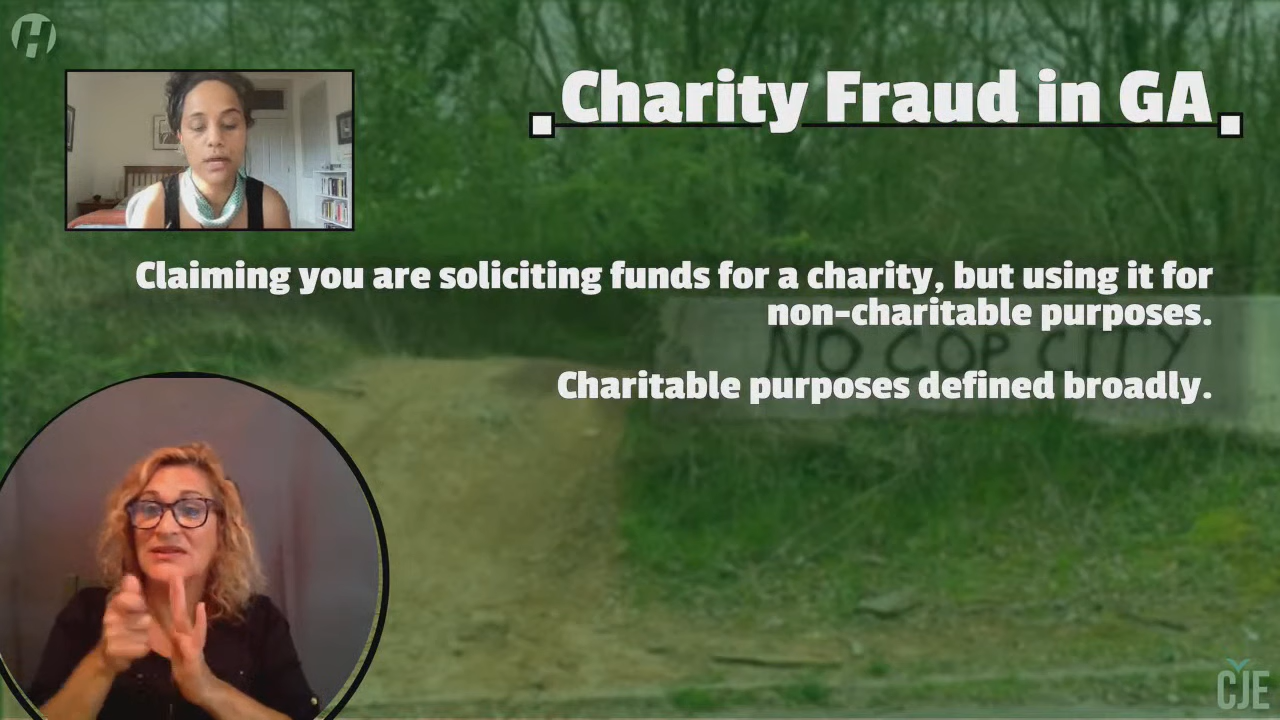 H
Charity Fraud in GA
Claiming you are soliciting funds for a charity, but using it for
non-charitable purposes.
NO COP CITY
Charitable purposes defined broadly.
CJE